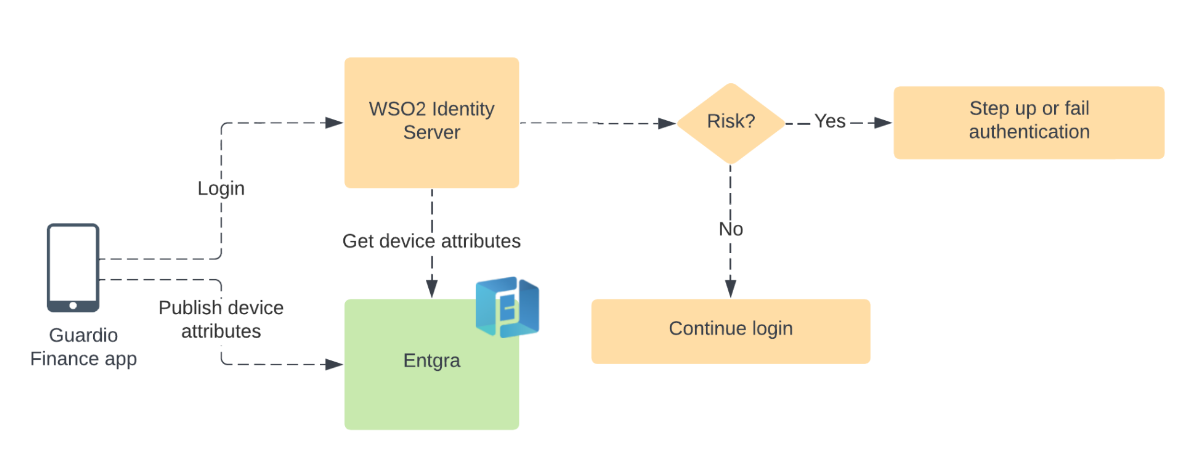 WSO2 Identity
Server
Risk?
Yes
Step up or fail
authentication
Login
No
Get device attributes
Publish device
attributes
Guardio
Finance app
Entgra
Continue login